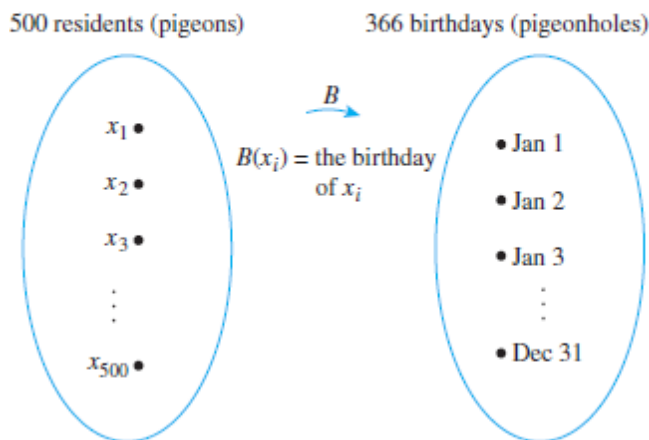 500 residents (pigeons)
366 birthdays (pigeonholes)
B
x₁
x₂
x₃
⋮
x₅₀₀
B(xᵢ) = the birthday
of xᵢ
Jan 1
Jan 2
Jan 3
⋮
Dec 31